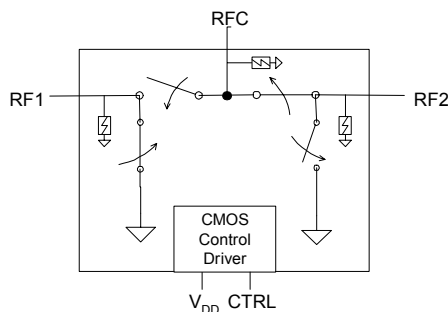 RFC
RF1
RF2
CMOS
Control
Driver
VDD CTRL